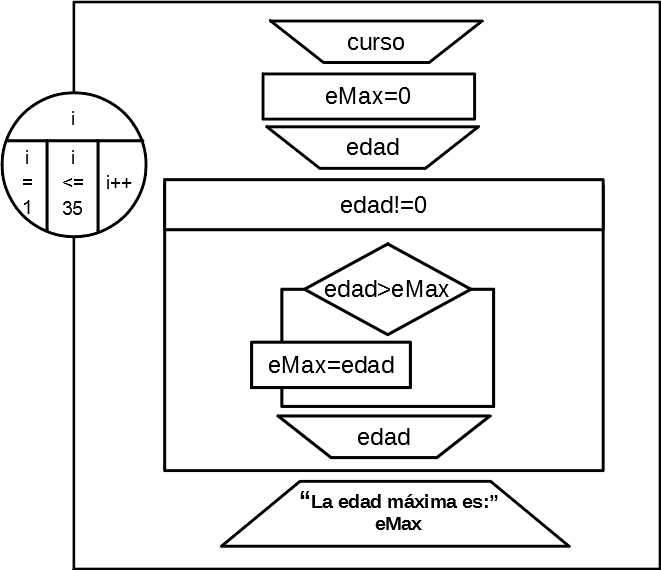 curso
eMax=0
edad
i
i
=
1
i
<=
35
i++
edad!=0
edad>eMax
eMax=edad
edad
“La edad máxima es:”
eMax